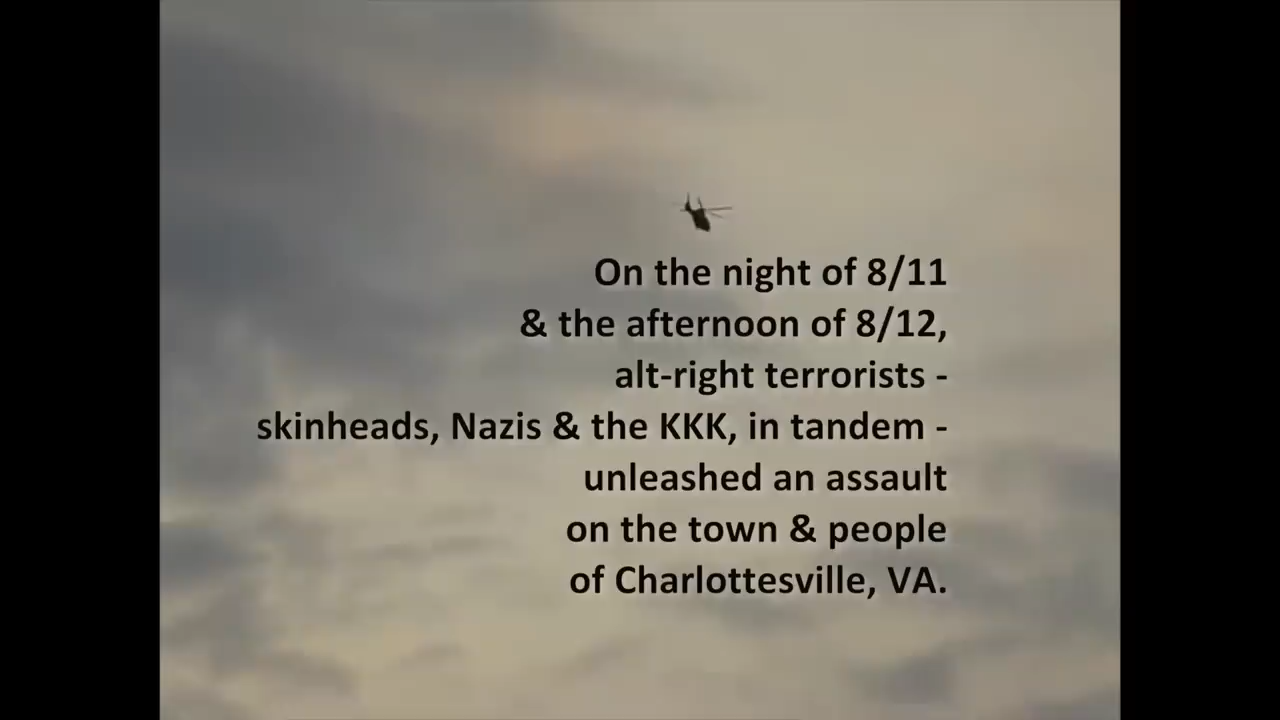 On the night of 8/11
& the afternoon of 8/12,
alt-right terrorists -
skinheads, Nazis & the KKK, in tandem -
unleashed an assault
on the town & people
of Charlottesville, VA.